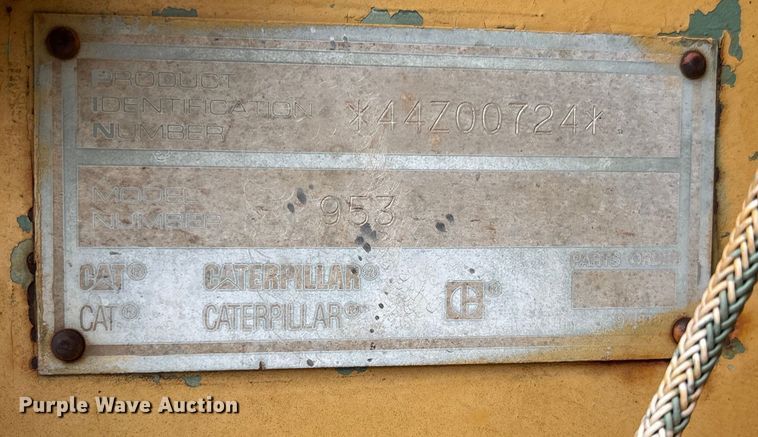 PRODUCT
IDENTIFICATION
NUMBER
*44Z00724*
MODEL
NUMBER
953
CAT® CATERPILLAR®
CAT® CATERPILLAR®
®
PARTS ORDER
Purple Wave Auction